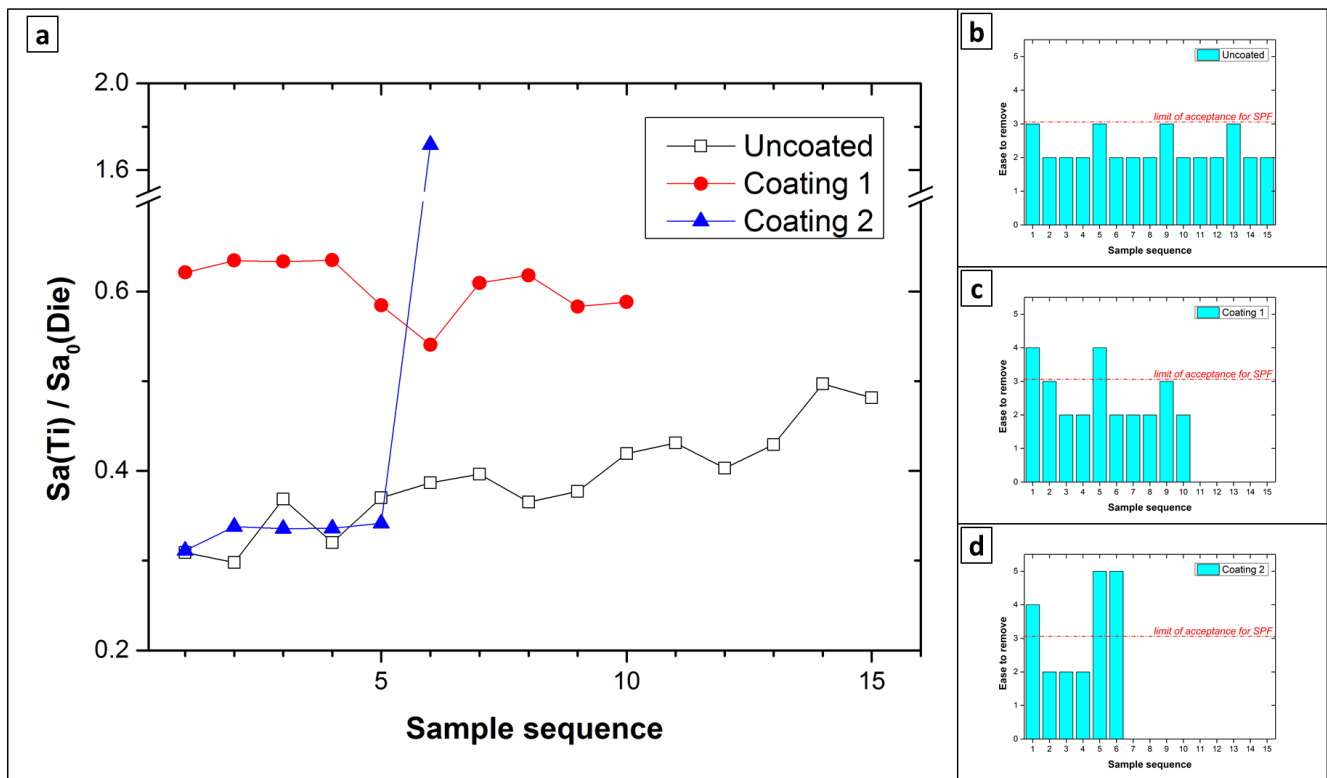 a
2.0
1.6
0.6
0.4
0.2
5
10
15
Sa(Ti) / Sa₀(Die)
Sample sequence
Uncoated
Coating 1
Coating 2
b
5
4
3
2
1
0
Ease to remove
Uncoated
limit of acceptance for SPF
1 2 3 4 5 6 7 8 9 10 11 12 13 14 15
Sample sequence
c
5
4
3
2
1
0
Ease to remove
Coating 1
limit of acceptance for SPF
1 2 3 4 5 6 7 8 9 10 11 12 13 14 15
Sample sequence
d
5
4
3
2
1
0
Ease to remove
Coating 2
limit of acceptance for SPF
1 2 3 4 5 6 7 8 9 10 11 12 13 14 15
Sample sequence